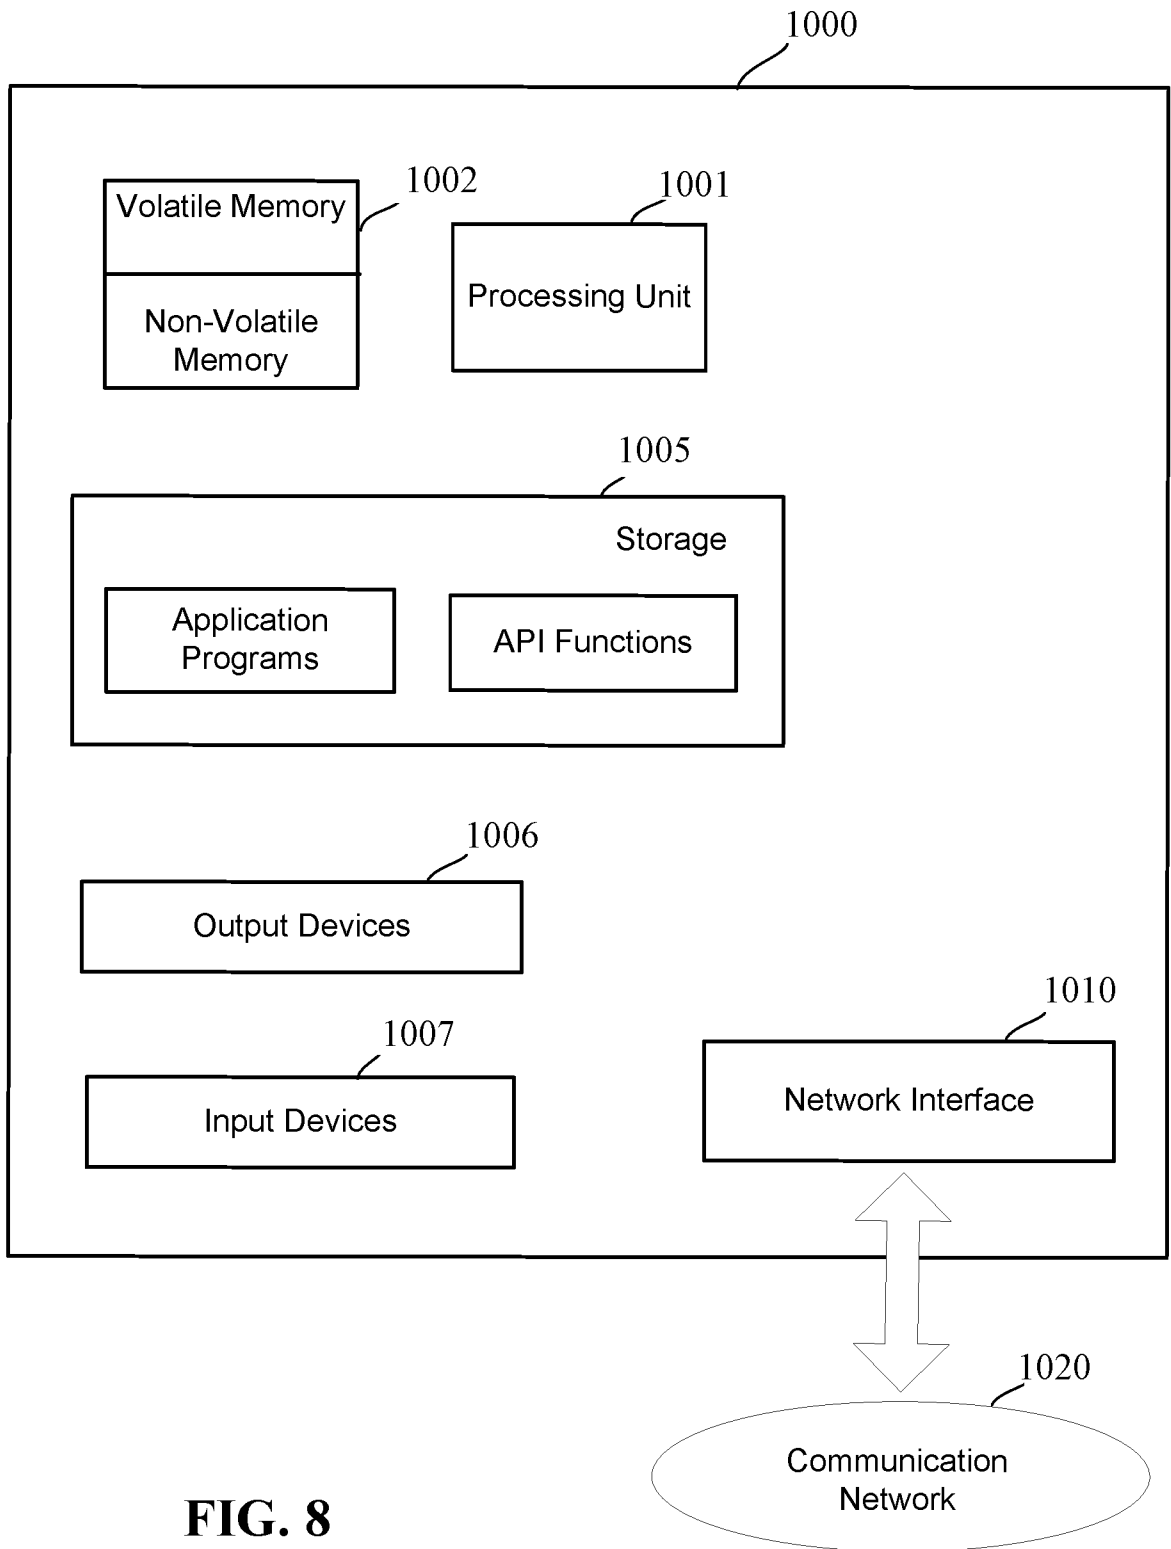 1000
1002
1001
Volatile Memory
Processing Unit
Non-Volatile
Memory
1005
Storage
Application
Programs
API Functions
1006
Output Devices
1010
1007
Network Interface
Input Devices
1020
Communication
Network
FIG. 8